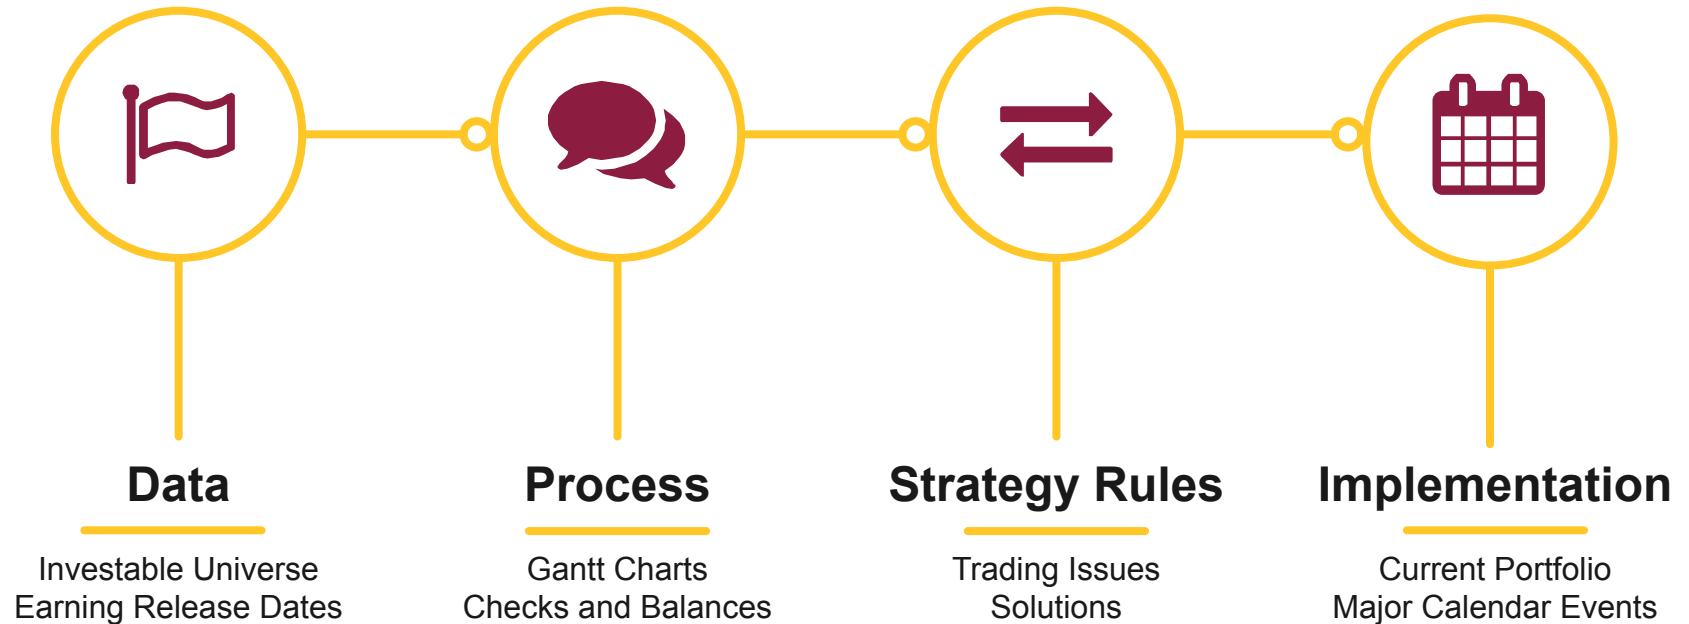 Data
Investable Universe
Earning Release Dates
Process
Gantt Charts
Checks and Balances
Strategy Rules
Trading Issues
Solutions
Implementation
Current Portfolio
Major Calendar Events